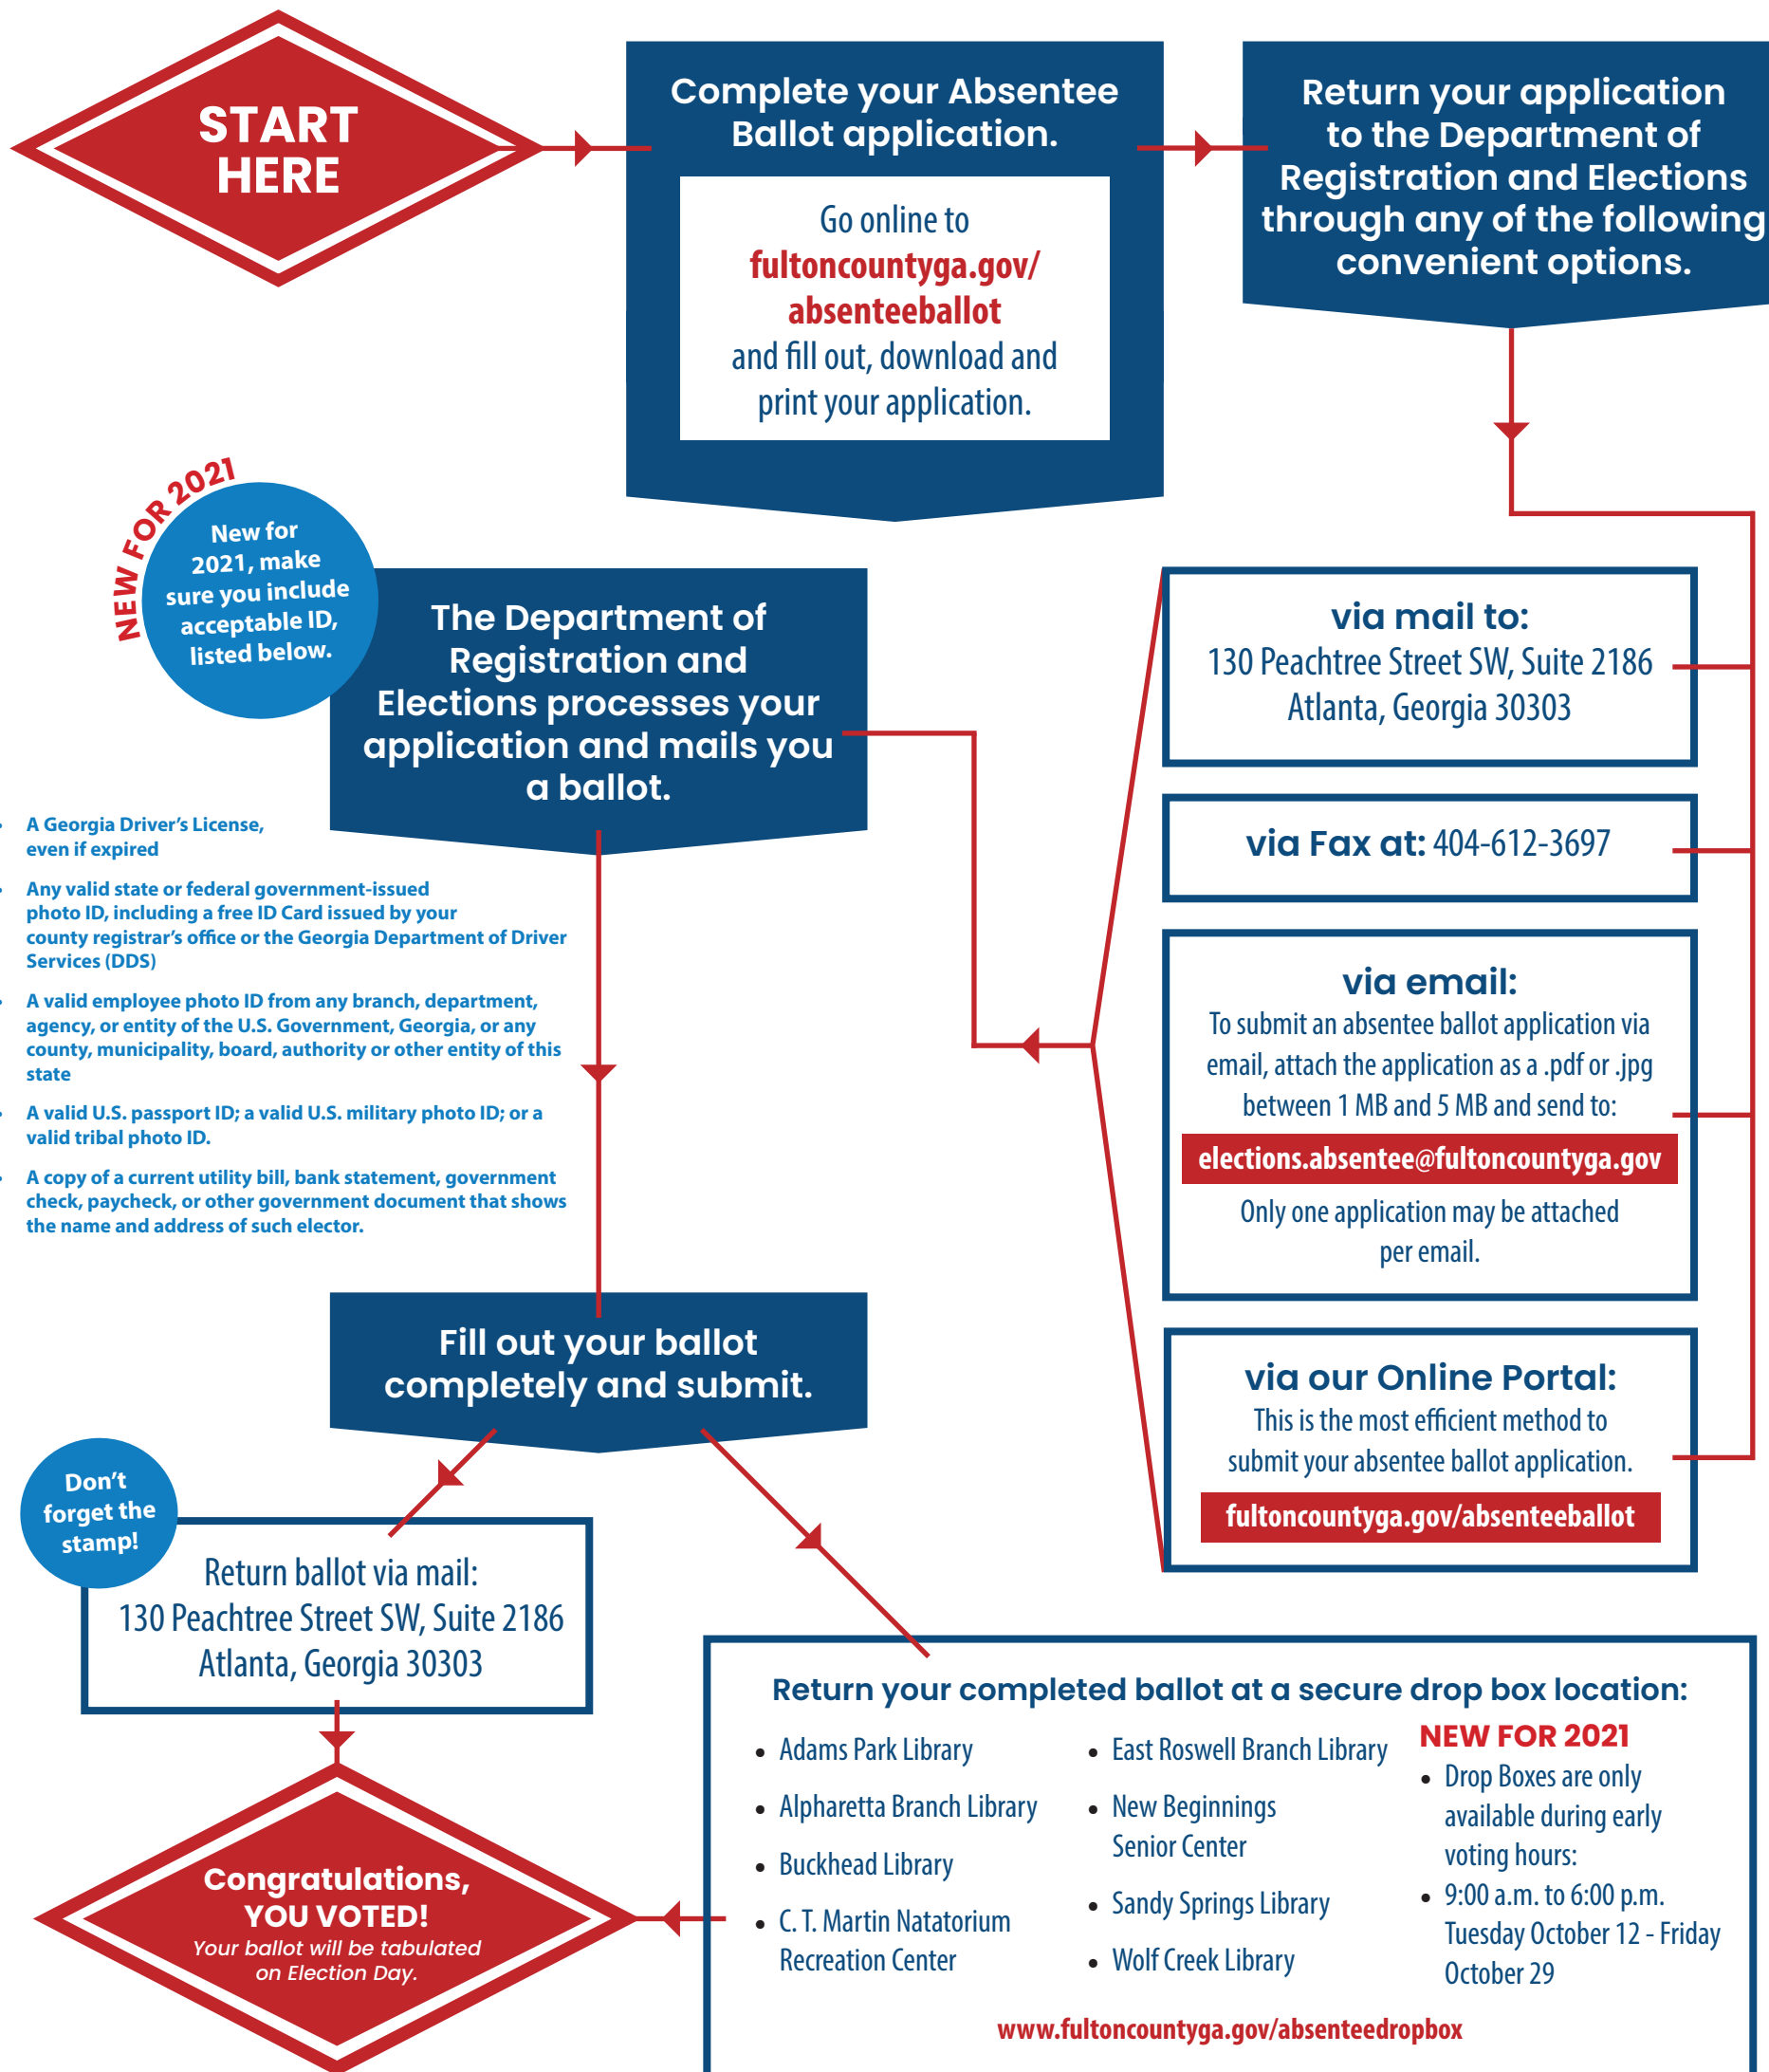 START
HERE
Complete your Absentee
Ballot application.
Go online to
fultoncountyga.gov/
absenteeballot
and fill out, download and
print your application.
Return your application
to the Department of
Registration and Elections
through any of the following
convenient options.
via mail to:
130 Peachtree Street SW, Suite 2186
Atlanta, Georgia 30303
via Fax at: 404-612-3697
via email:
To submit an absentee ballot application via
email, attach the application as a .pdf or .jpg
between 1 MB and 5 MB and send to:
elections.absentee@fultoncountyga.gov
Only one application may be attached
per email.
via our Online Portal:
This is the most efficient method to
submit your absentee ballot application.
fultoncountyga.gov/absenteeballot
NEW FOR 2021
New for
2021, make
sure you include
acceptable ID,
listed below.
The Department of
Registration and
Elections processes your
application and mails you
a ballot.
• A Georgia Driver's License,
even if expired
• Any valid state or federal government-issued
photo ID, including a free ID Card issued by your
county registrar's office or the Georgia Department of Driver
Services (DDS)
• A valid employee photo ID from any branch, department,
agency, or entity of the U.S. Government, Georgia, or any
county, municipality, board, authority or other entity of this
state
• A valid U.S. passport ID; a valid U.S. military photo ID; or a
valid tribal photo ID.
• A copy of a current utility bill, bank statement, government
check, paycheck, or other government document that shows
the name and address of such elector.
Fill out your ballot
completely and submit.
Don't
forget the
stamp!
Return ballot via mail:
130 Peachtree Street SW, Suite 2186
Atlanta, Georgia 30303
Return your completed ballot at a secure drop box location:
• Adams Park Library
• Alpharetta Branch Library
• Buckhead Library
• C. T. Martin Natatorium
Recreation Center
• East Roswell Branch Library
• New Beginnings
Senior Center
• Sandy Springs Library
• Wolf Creek Library
NEW FOR 2021
• Drop Boxes are only
available during early
voting hours:
• 9:00 a.m. to 6:00 p.m.
Tuesday October 12 - Friday
October 29
www.fultoncountyga.gov/absenteedropbox
Congratulations,
YOU VOTED!
Your ballot will be tabulated
on Election Day.